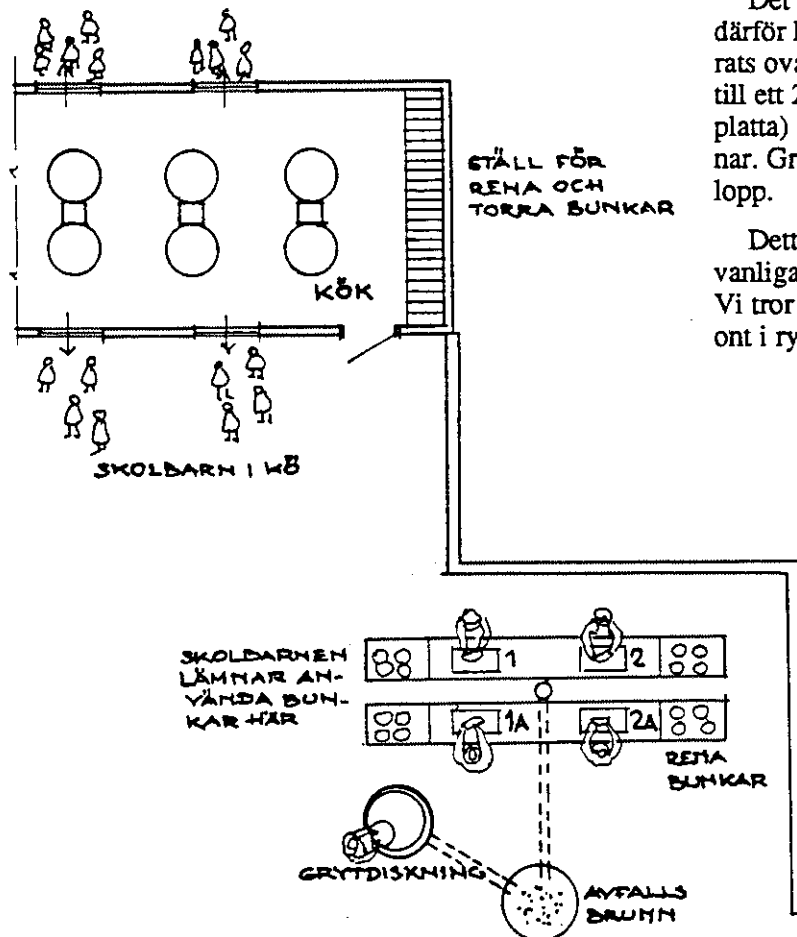 Det
därför
rats
till ett
platta)
nar. Gr
lopp.
Dett
vanliga
Vi tror
ont i ry
STÄLL FÖR
RENA OCH
TORRA BUNKAR
KÖK
SKOLBARN I KÖ
SKOLBARNEN
LÄMNAR AN-
VÄNDA BUN-
KAR HÄR
1
2
1A
2A
RENA
BUNKAR
GRYTDISKNING
AVFALLS
BRUNN